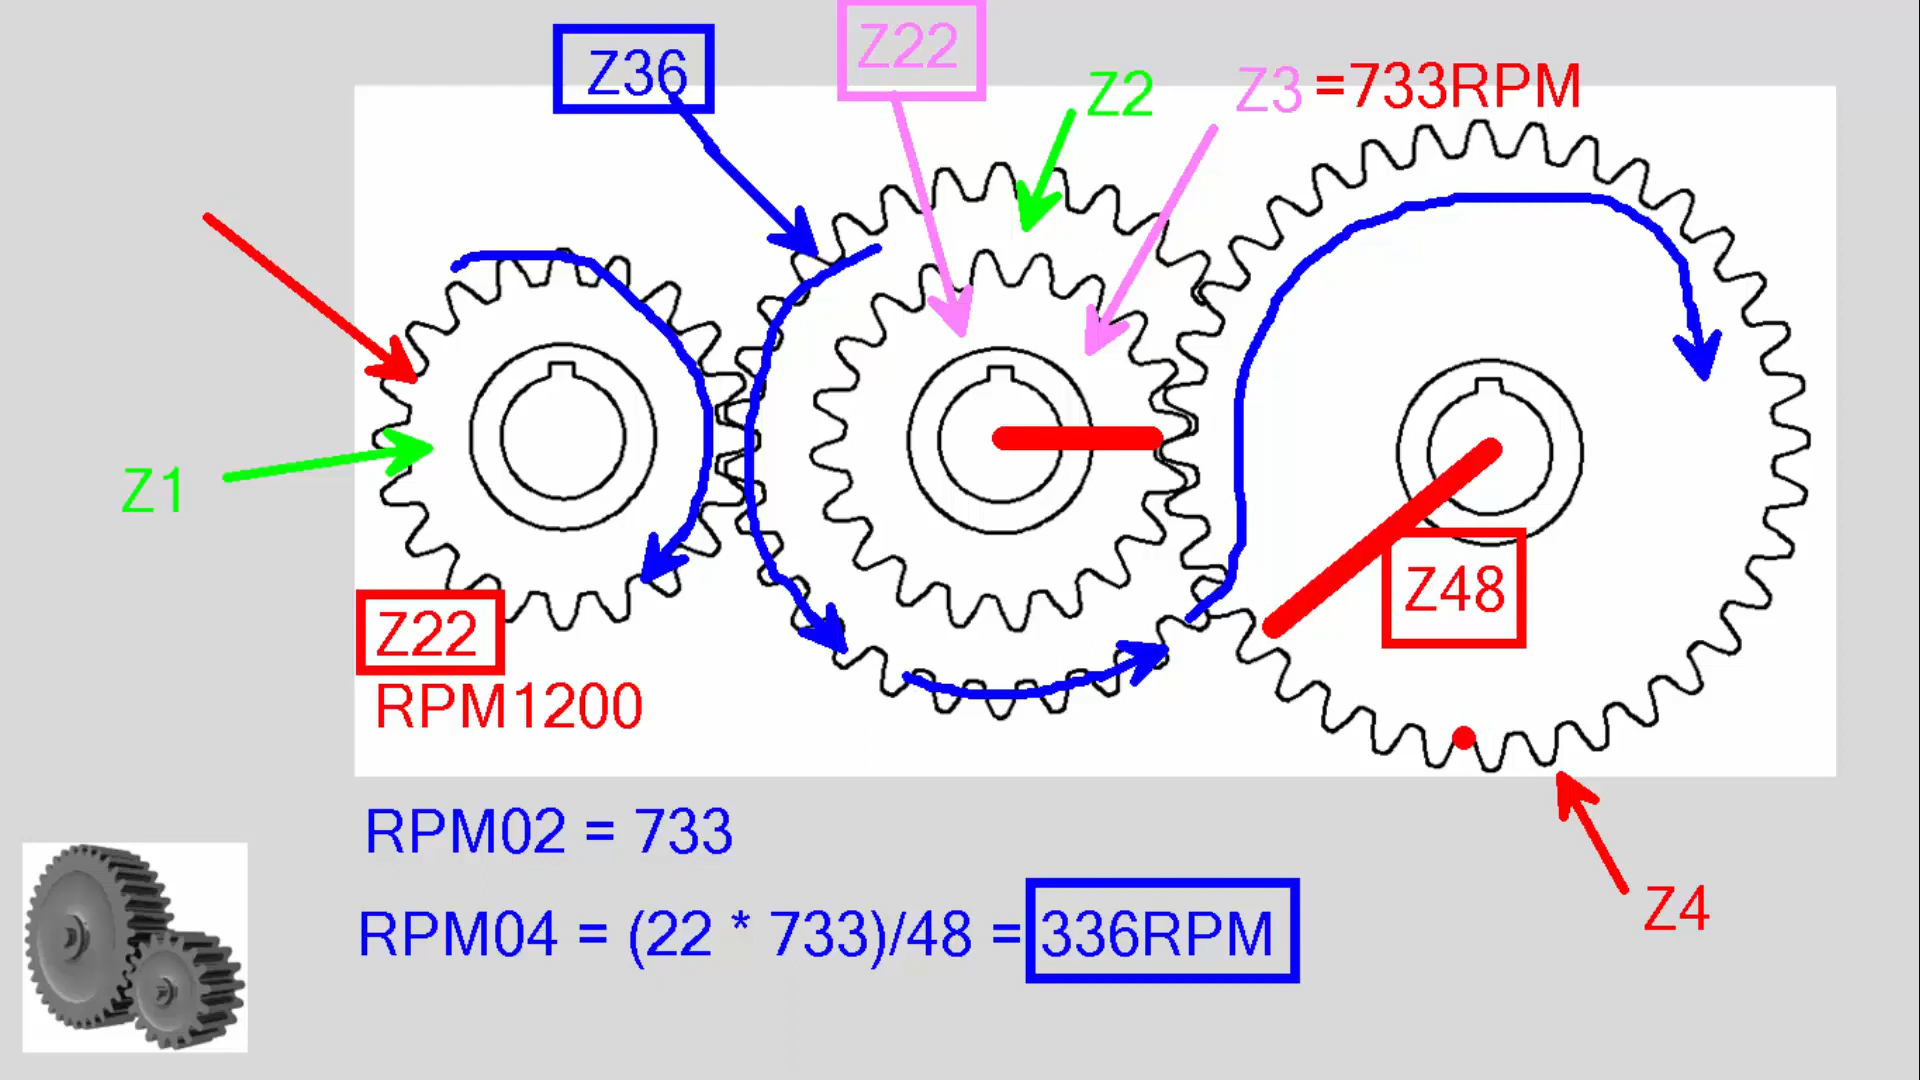 Z36
Z22
Z2
Z3 =733RPM
Z1
Z48
Z22
RPM1200
RPM02 = 733
Z4
RPM04 = (22 * 733)/48 = 336RPM